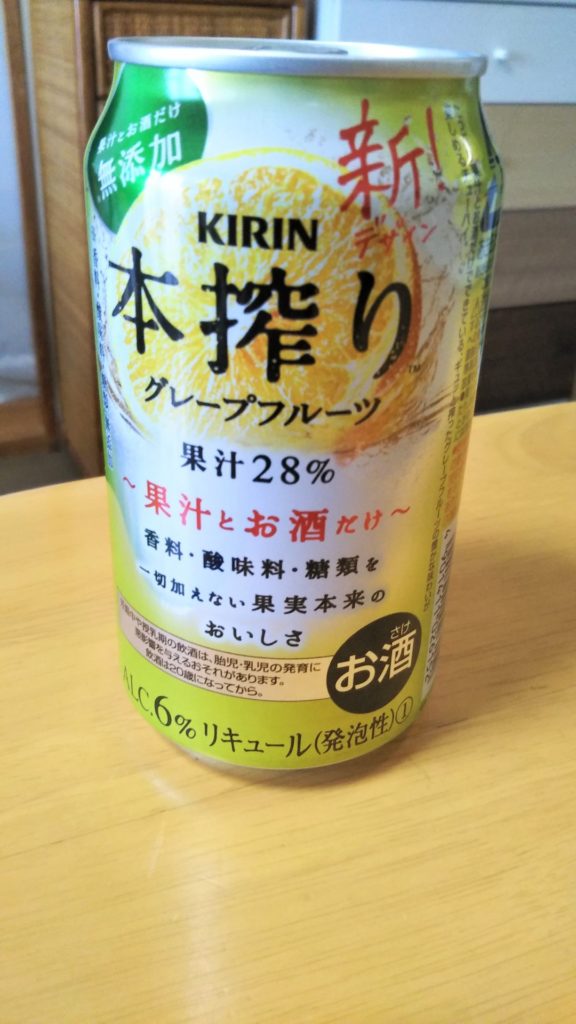 果汁とお酒だけ
無添加
新!
デザイン
KIRIN
本搾り™
グレープフルーツ
果汁28%
～果汁とお酒だけ～
香料・酸味料・糖類を
一切加えない果実本来の
おいしさ
妊娠中や授乳期の飲酒は、胎児・乳児の発育に
悪影響を与えるおそれがあります。
飲酒は20歳になってから。
さけ
お酒
ALC.6% リキュール(発泡性)①